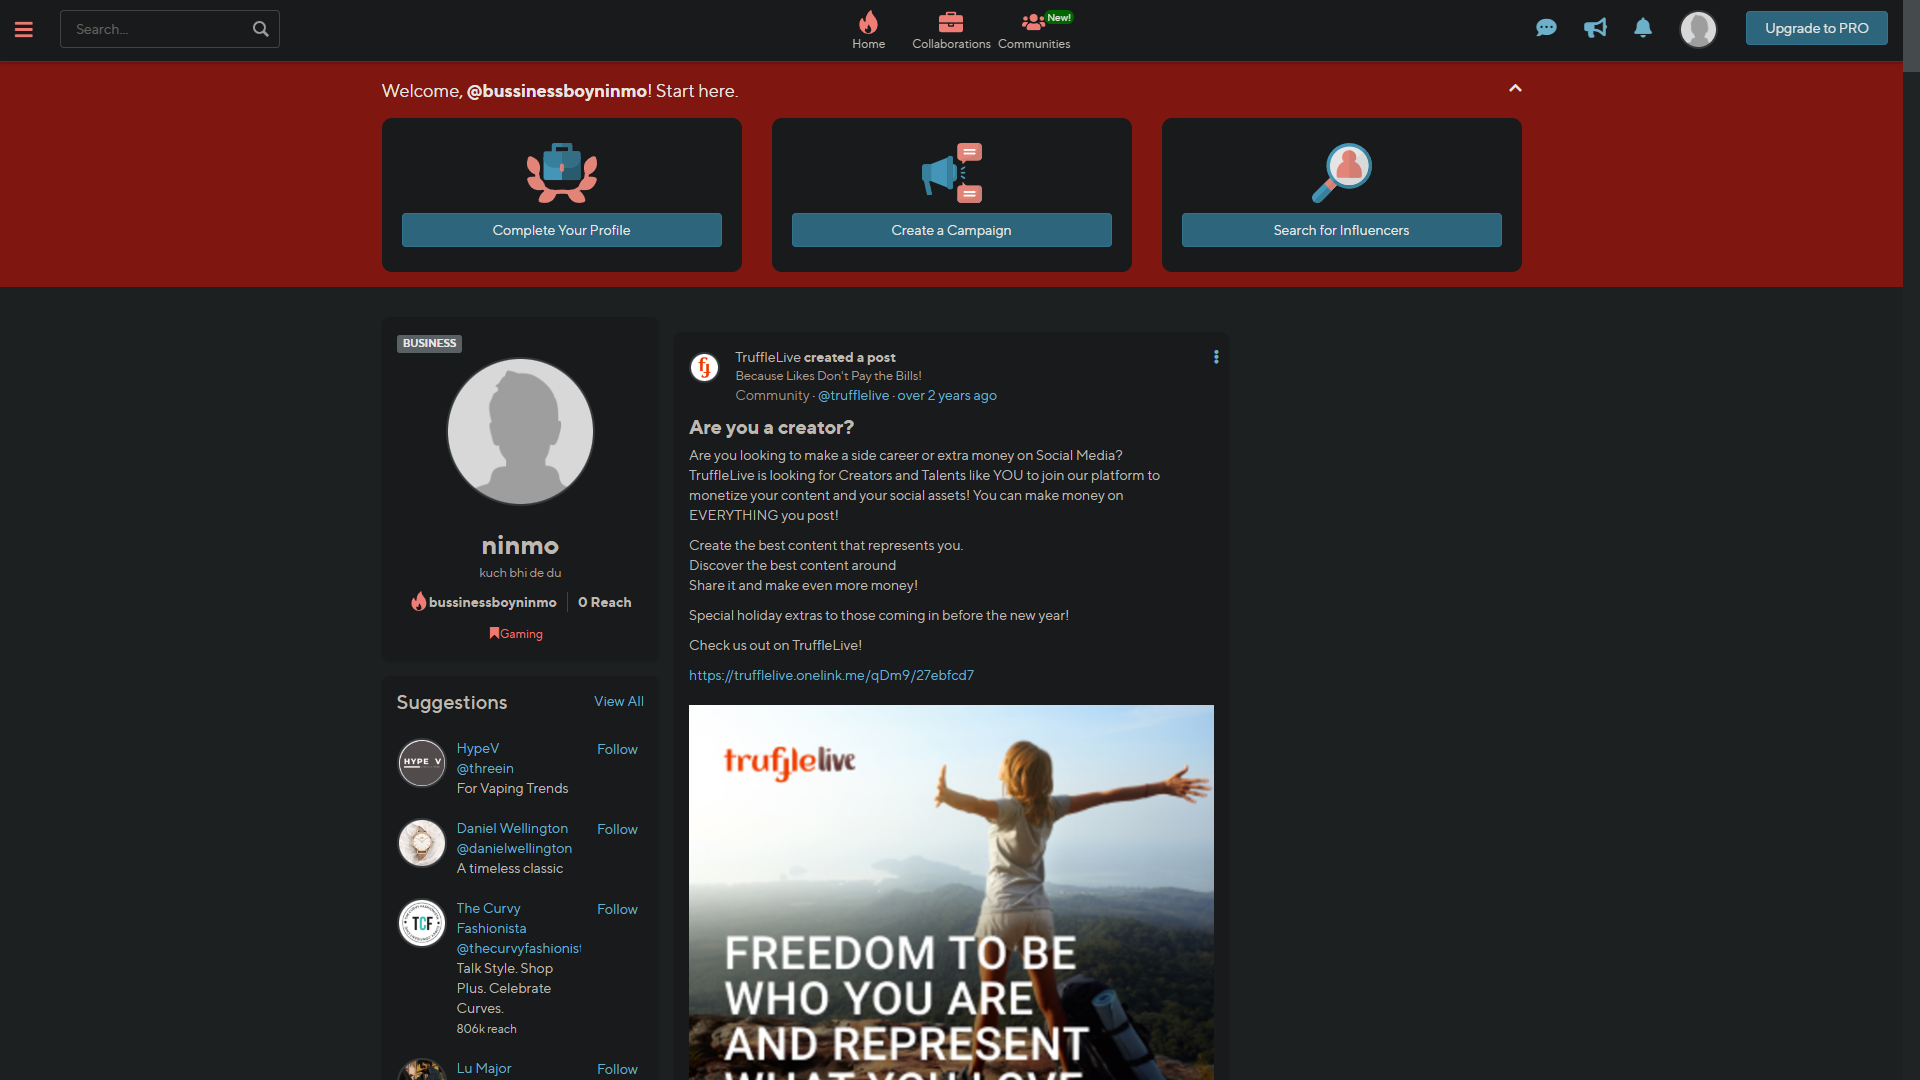 Search...
Home
Collaborations
Communities
New!
Upgrade to PRO
Welcome, @bussinessboyninmo! Start here.
Complete Your Profile
Create a Campaign
Search for Influencers
BUSINESS
ninmo
kuch bhi de du
bussinessboyninmo
0 Reach
Gaming
Suggestions
View All
HYPE V
HypeV
Follow
@threein
For Vaping Trends
Daniel Wellington
Follow
@danielwellington
A timeless classic
TCF
The Curvy
Fashionista
Follow
@thecurvyfashionist
Talk Style. Shop
Plus. Celebrate
Curves.
806k reach
Lu Major
Follow
TruffleLive created a post
Because Likes Don't Pay the Bills!
Community · @trufflelive · over 2 years ago
Are you a creator?
Are you looking to make a side career or extra money on Social Media?
TruffleLive is looking for Creators and Talents like YOU to join our platform to
monetize your content and your social assets! You can make money on
EVERYTHING you post!
Create the best content that represents you.
Discover the best content around
Share it and make even more money!
Special holiday extras to those coming in before the new year!
Check us out on TruffleLive!
https://trufflelive.onelink.me/qDm9/27ebfcd7
trufflelive
FREEDOM TO BE
WHO YOU ARE
AND REPRESENT
WHAT YOU LOVE